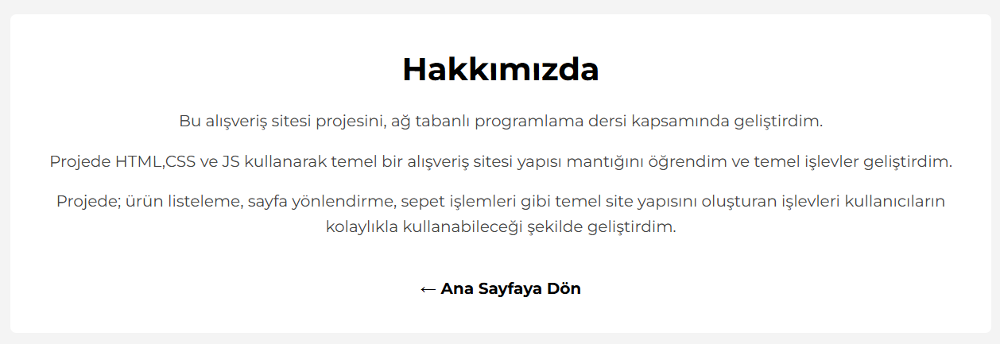 Hakkımızda
Bu alışveriş sitesi projesini, ağ tabanlı programlama dersi kapsamında geliştirdim.
Projede HTML,CSS ve JS kullanarak temel bir alışveriş sitesi yapısı mantığını öğrendim ve temel işlevler geliştirdim.
Projede; ürün listeleme, sayfa yönlendirme, sepet işlemleri gibi temel site yapısını oluşturan işlevleri kullanıcıların
kolaylıkla kullanabileceği şekilde geliştirdim.
← Ana Sayfaya Dön